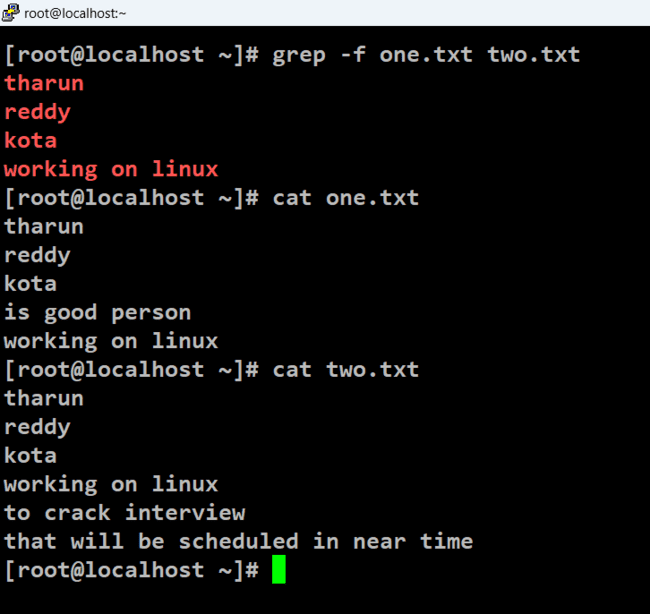 root@localhost:~
[root@localhost ~]# grep -f one.txt two.txt
tharun
reddy
kota
working on linux
[root@localhost ~]# cat one.txt
tharun
reddy
kota
is good person
working on linux
[root@localhost ~]# cat two.txt
tharun
reddy
kota
working on linux
to crack interview
that will be scheduled in near time
[root@localhost ~]#